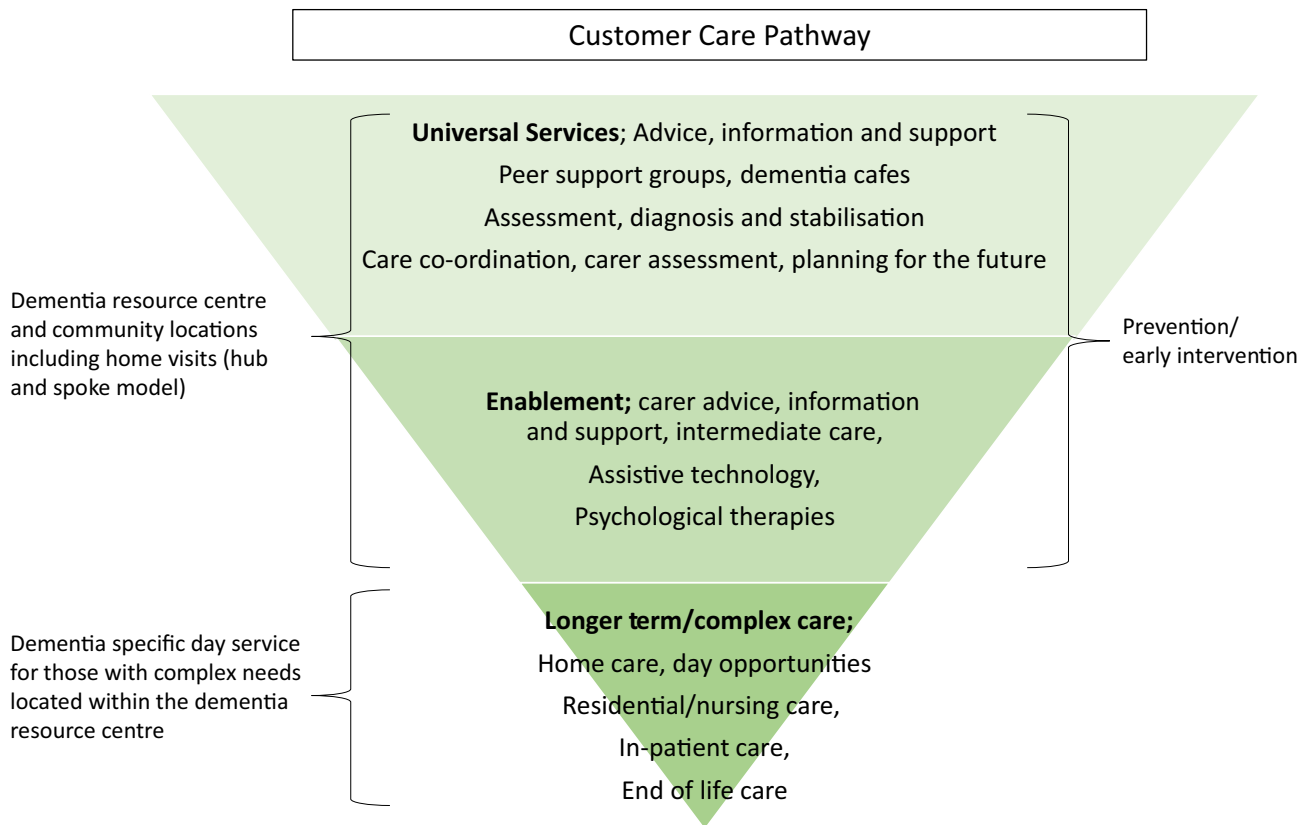 Customer Care Pathway
Universal Services; Advice, information and support
Peer support groups, dementia cafes
Assessment, diagnosis and stabilisation
Care co-ordination, carer assessment, planning for the future
Dementia resource centre
and community locations
including home visits (hub
and spoke model)
Prevention/
early intervention
Enablement; carer advice, information
and support, intermediate care,
Assistive technology,
Psychological therapies
Longer term/complex care;
Home care, day opportunities
Residential/nursing care,
In-patient care,
End of life care
Dementia specific day service
for those with complex needs
located within the dementia
resource centre